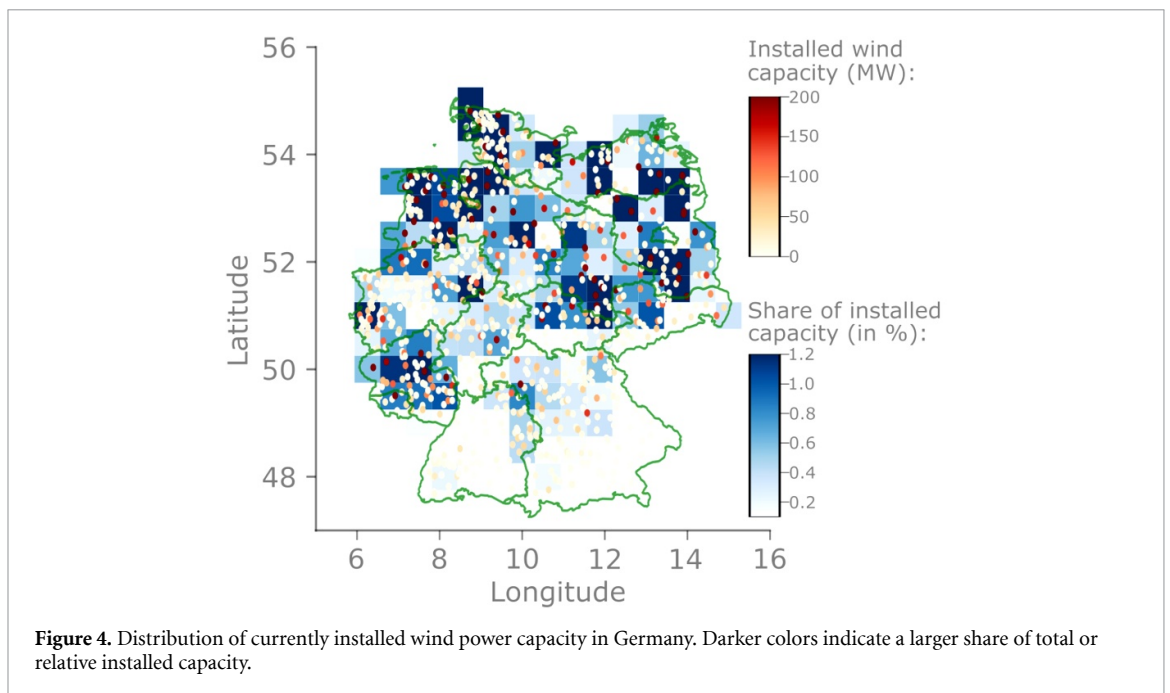 56
54
52
50
48
Latitude
6
8
10
12
14
16
Longitude
Installed wind
capacity (MW):
200
150
100
50
0
Share of installed
capacity (in %):
1.2
1.0
0.8
0.6
0.4
0.2
Figure 4. Distribution of currently installed wind power capacity in Germany. Darker colors indicate a larger share of total or
relative installed capacity.